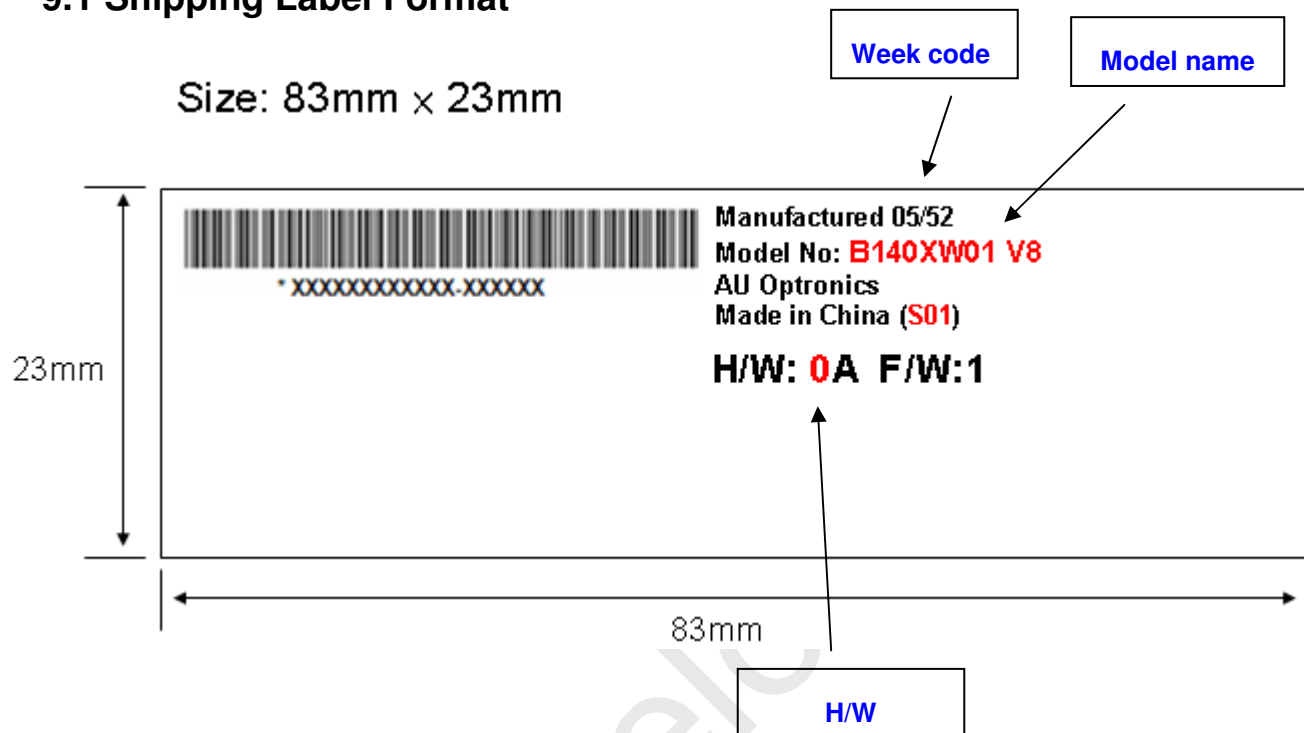 9.1 Shipping Label Format
Week code
Model name
Size: 83mm × 23mm
Manufactured 05/52
Model No: B140XW01 V8
* XXXXXXXXXXXX-XXXXXX
AU Optronics
Made in China (S01)
23mm
H/W: 0A F/W:1
83mm
H/W